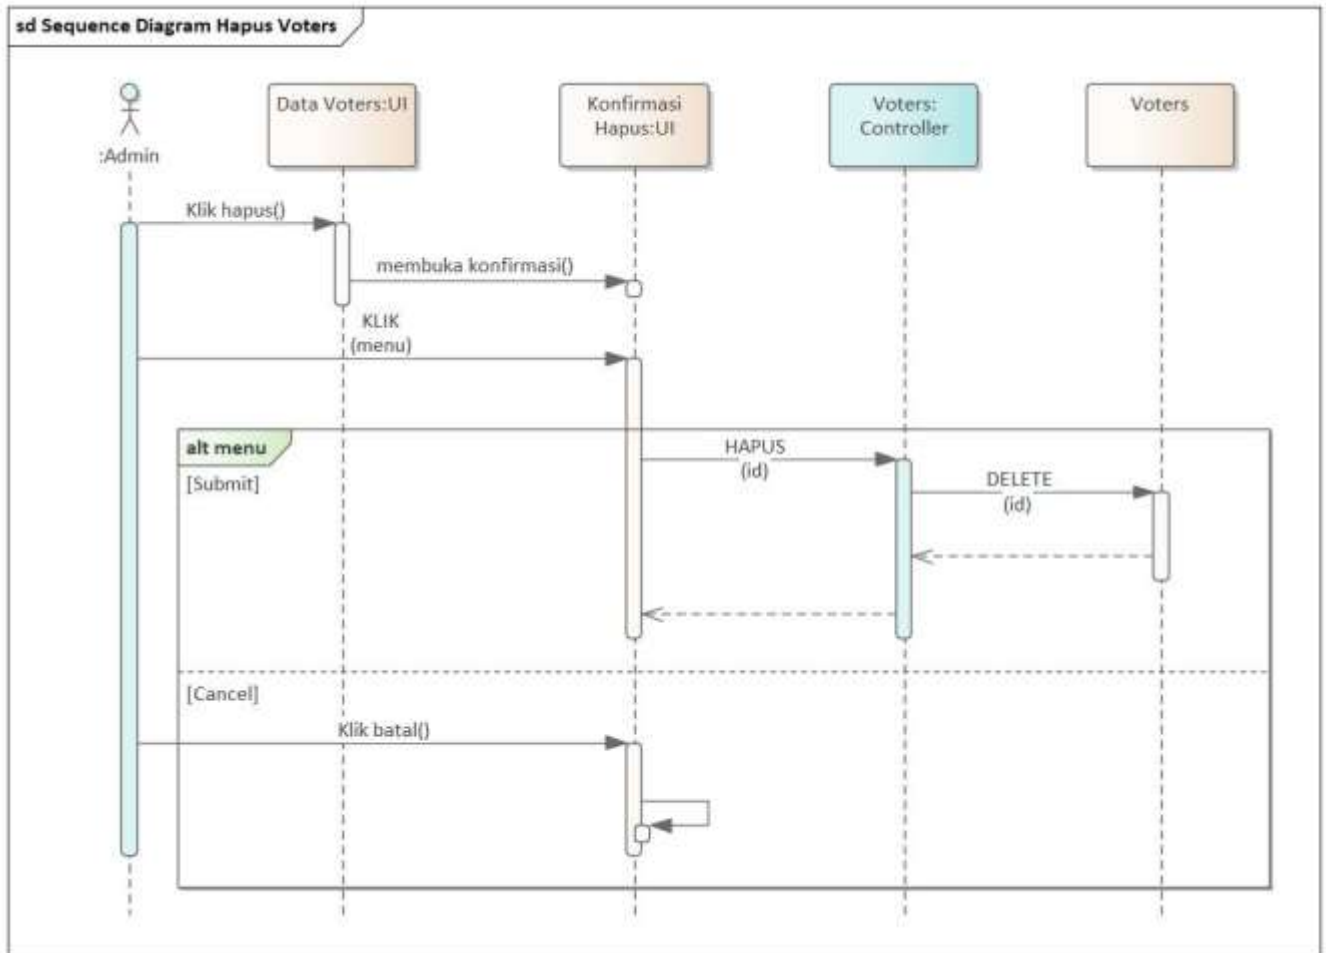 sd Sequence Diagram Hapus Voters
:Admin
Data Voters:UI
Konfirmasi
Hapus:UI
Voters:
Controller
Voters
Klik hapus()
membuka konfirmasi()
KLIK
(menu)
alt menu
[Submit]
HAPUS
(id)
DELETE
(id)
[Cancel]
Klik batal()